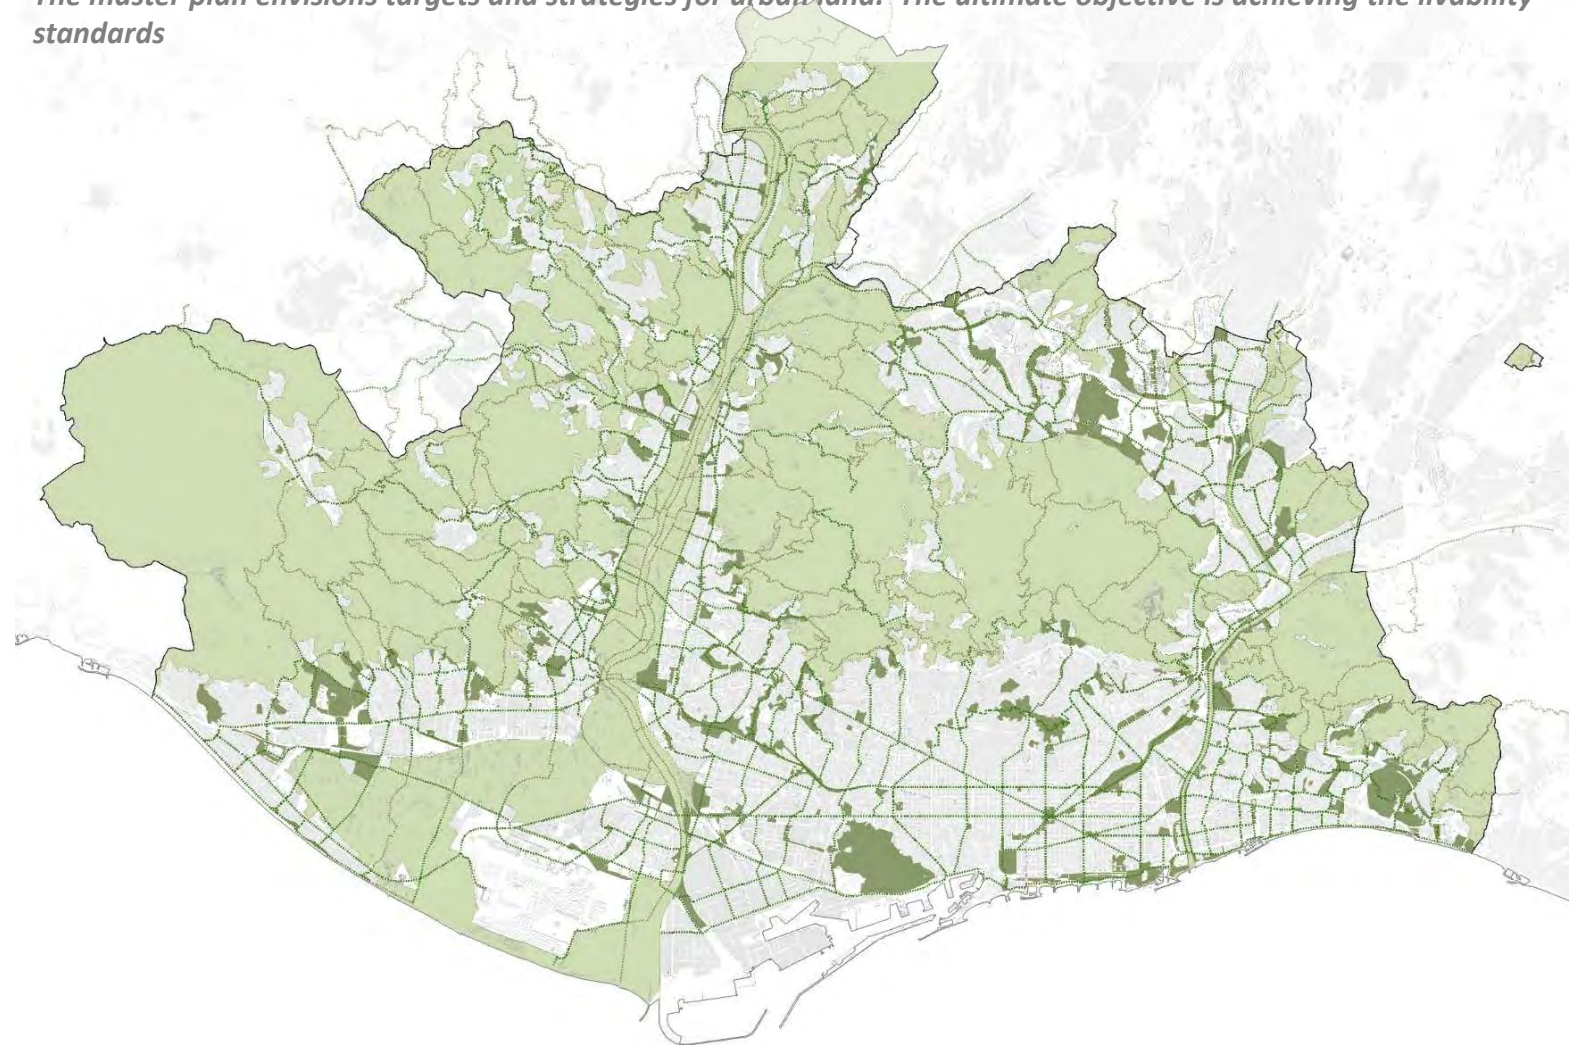 The master plan envisions targets and strategies for urban land. The ultimate objective is achieving the livability
standards